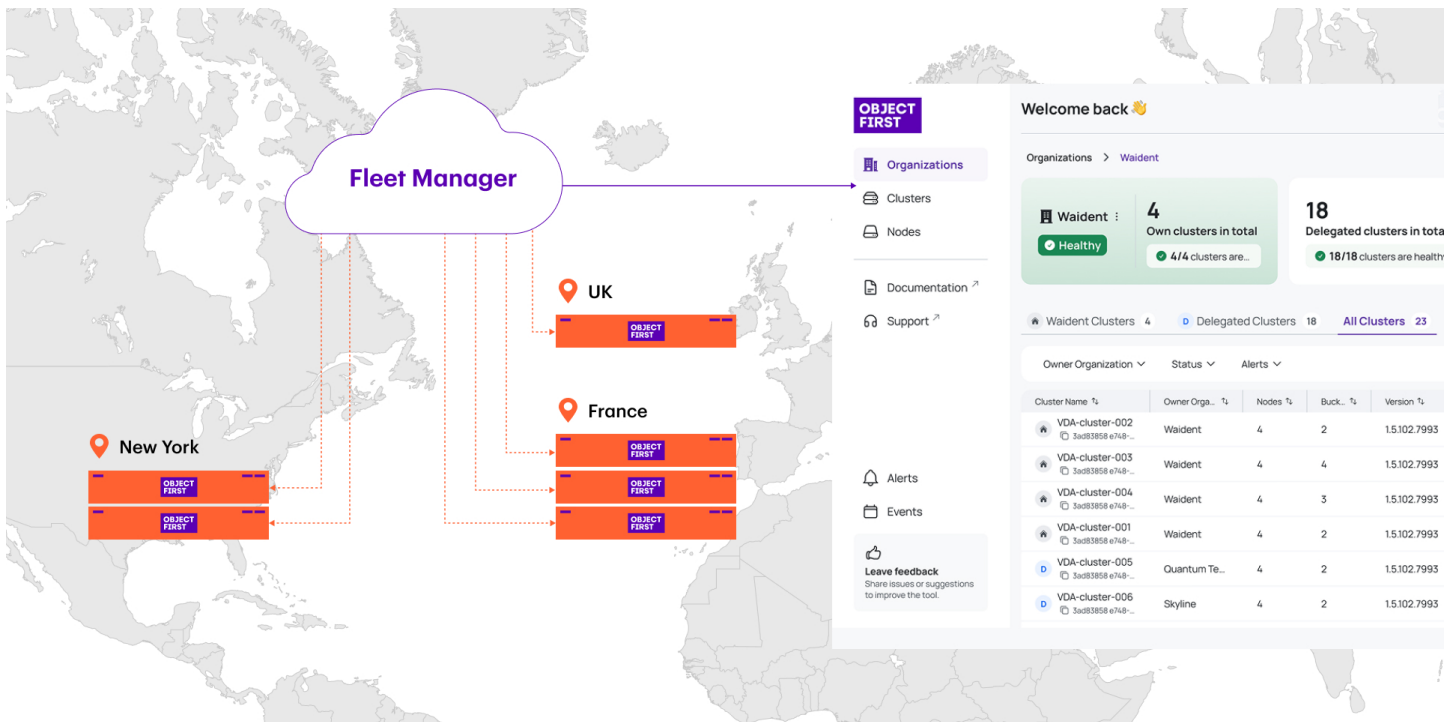 Fleet Manager
UK
OBJECT
FIRST
France
OBJECT
FIRST
OBJECT
FIRST
OBJECT
FIRST
New York
OBJECT
FIRST
OBJECT
FIRST
OBJECT
FIRST
Organizations
Clusters
Nodes
Documentation
Support
Alerts
Events
Leave feedback
Share issues or suggestions
to improve the tool.
Welcome back 👋
Organizations > Waident
Waident
Healthy
4
Own clusters in total
4/4 clusters are...
18
Delegated clusters in tota
18/18 clusters are health
Waident Clusters 4 D Delegated Clusters 18 All Clusters 23
Owner Organization Status Alerts
Cluster Name Owner Orga... Nodes Buck... Version
VDA-cluster-002 Waident 4 2 1.5.102.7993
3ad83858 e748-...
VDA-cluster-003 Waident 4 4 1.5.102.7993
3ad83858 e748-...
VDA-cluster-004 Waident 4 3 1.5.102.7993
3ad83858 e748-...
VDA-cluster-001 Waident 4 2 1.5.102.7993
3ad83858 e748-...
D VDA-cluster-005 Quantum Te... 4 2 1.5.102.7993
3ad83858 e748-...
D VDA-cluster-006 Skyline 4 2 1.5.102.7993
3ad83858 e748-...